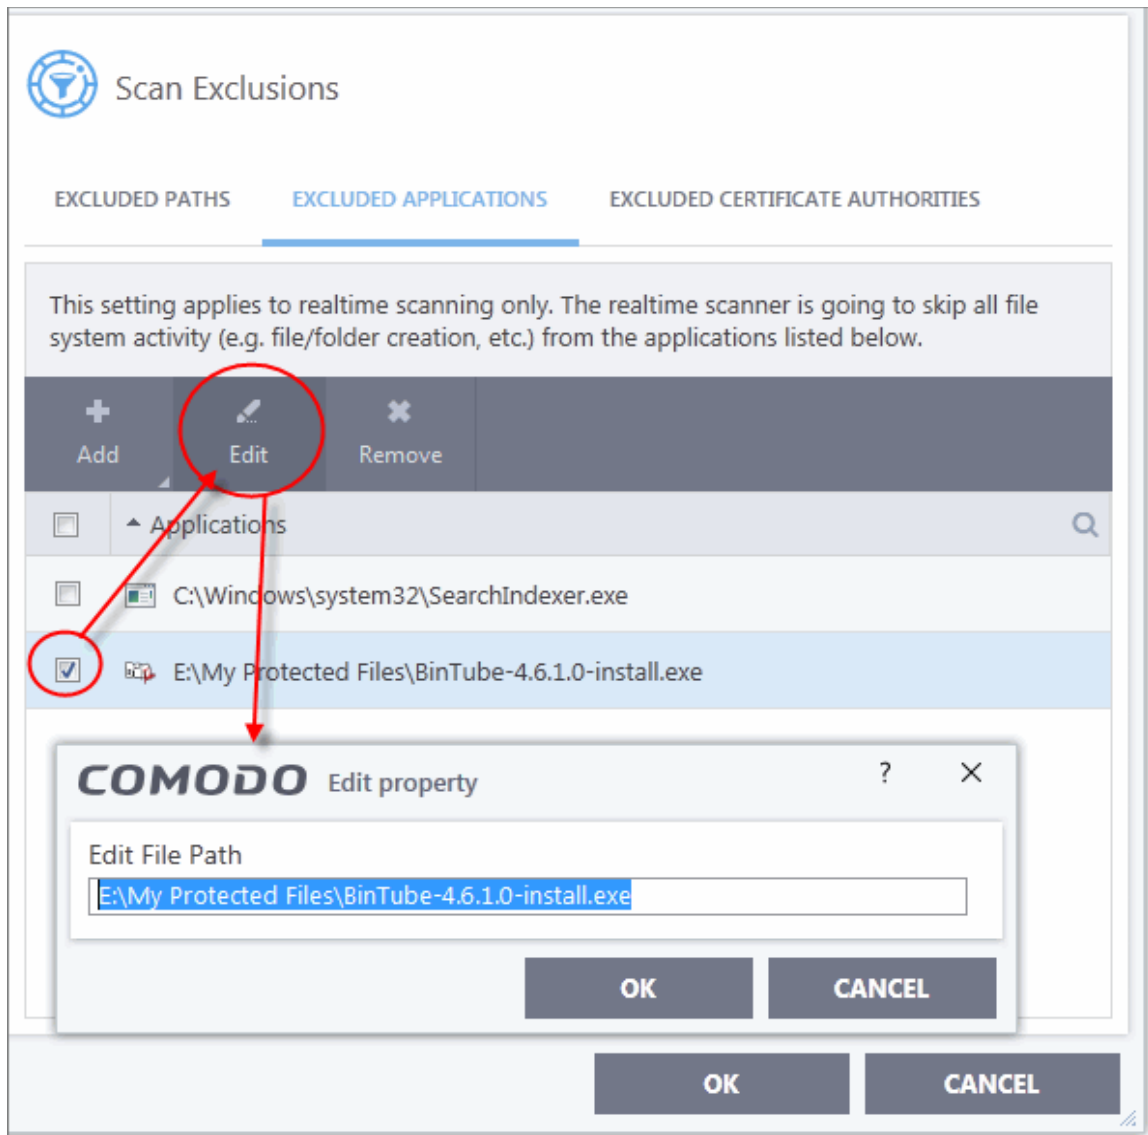 Scan Exclusions
EXCLUDED PATHS EXCLUDED APPLICATIONS EXCLUDED CERTIFICATE AUTHORITIES
This setting applies to realtime scanning only. The realtime scanner is going to skip all file
system activity (e.g. file/folder creation, etc.) from the applications listed below.
Add Edit Remove
Applications
C:\Windows\system32\SearchIndexer.exe
E:\My Protected Files\BinTube-4.6.1.0-install.exe
COMODO Edit property ?
Edit File Path
E:\My Protected Files\BinTube-4.6.1.0-install.exe
OK CANCEL
OK CANCEL